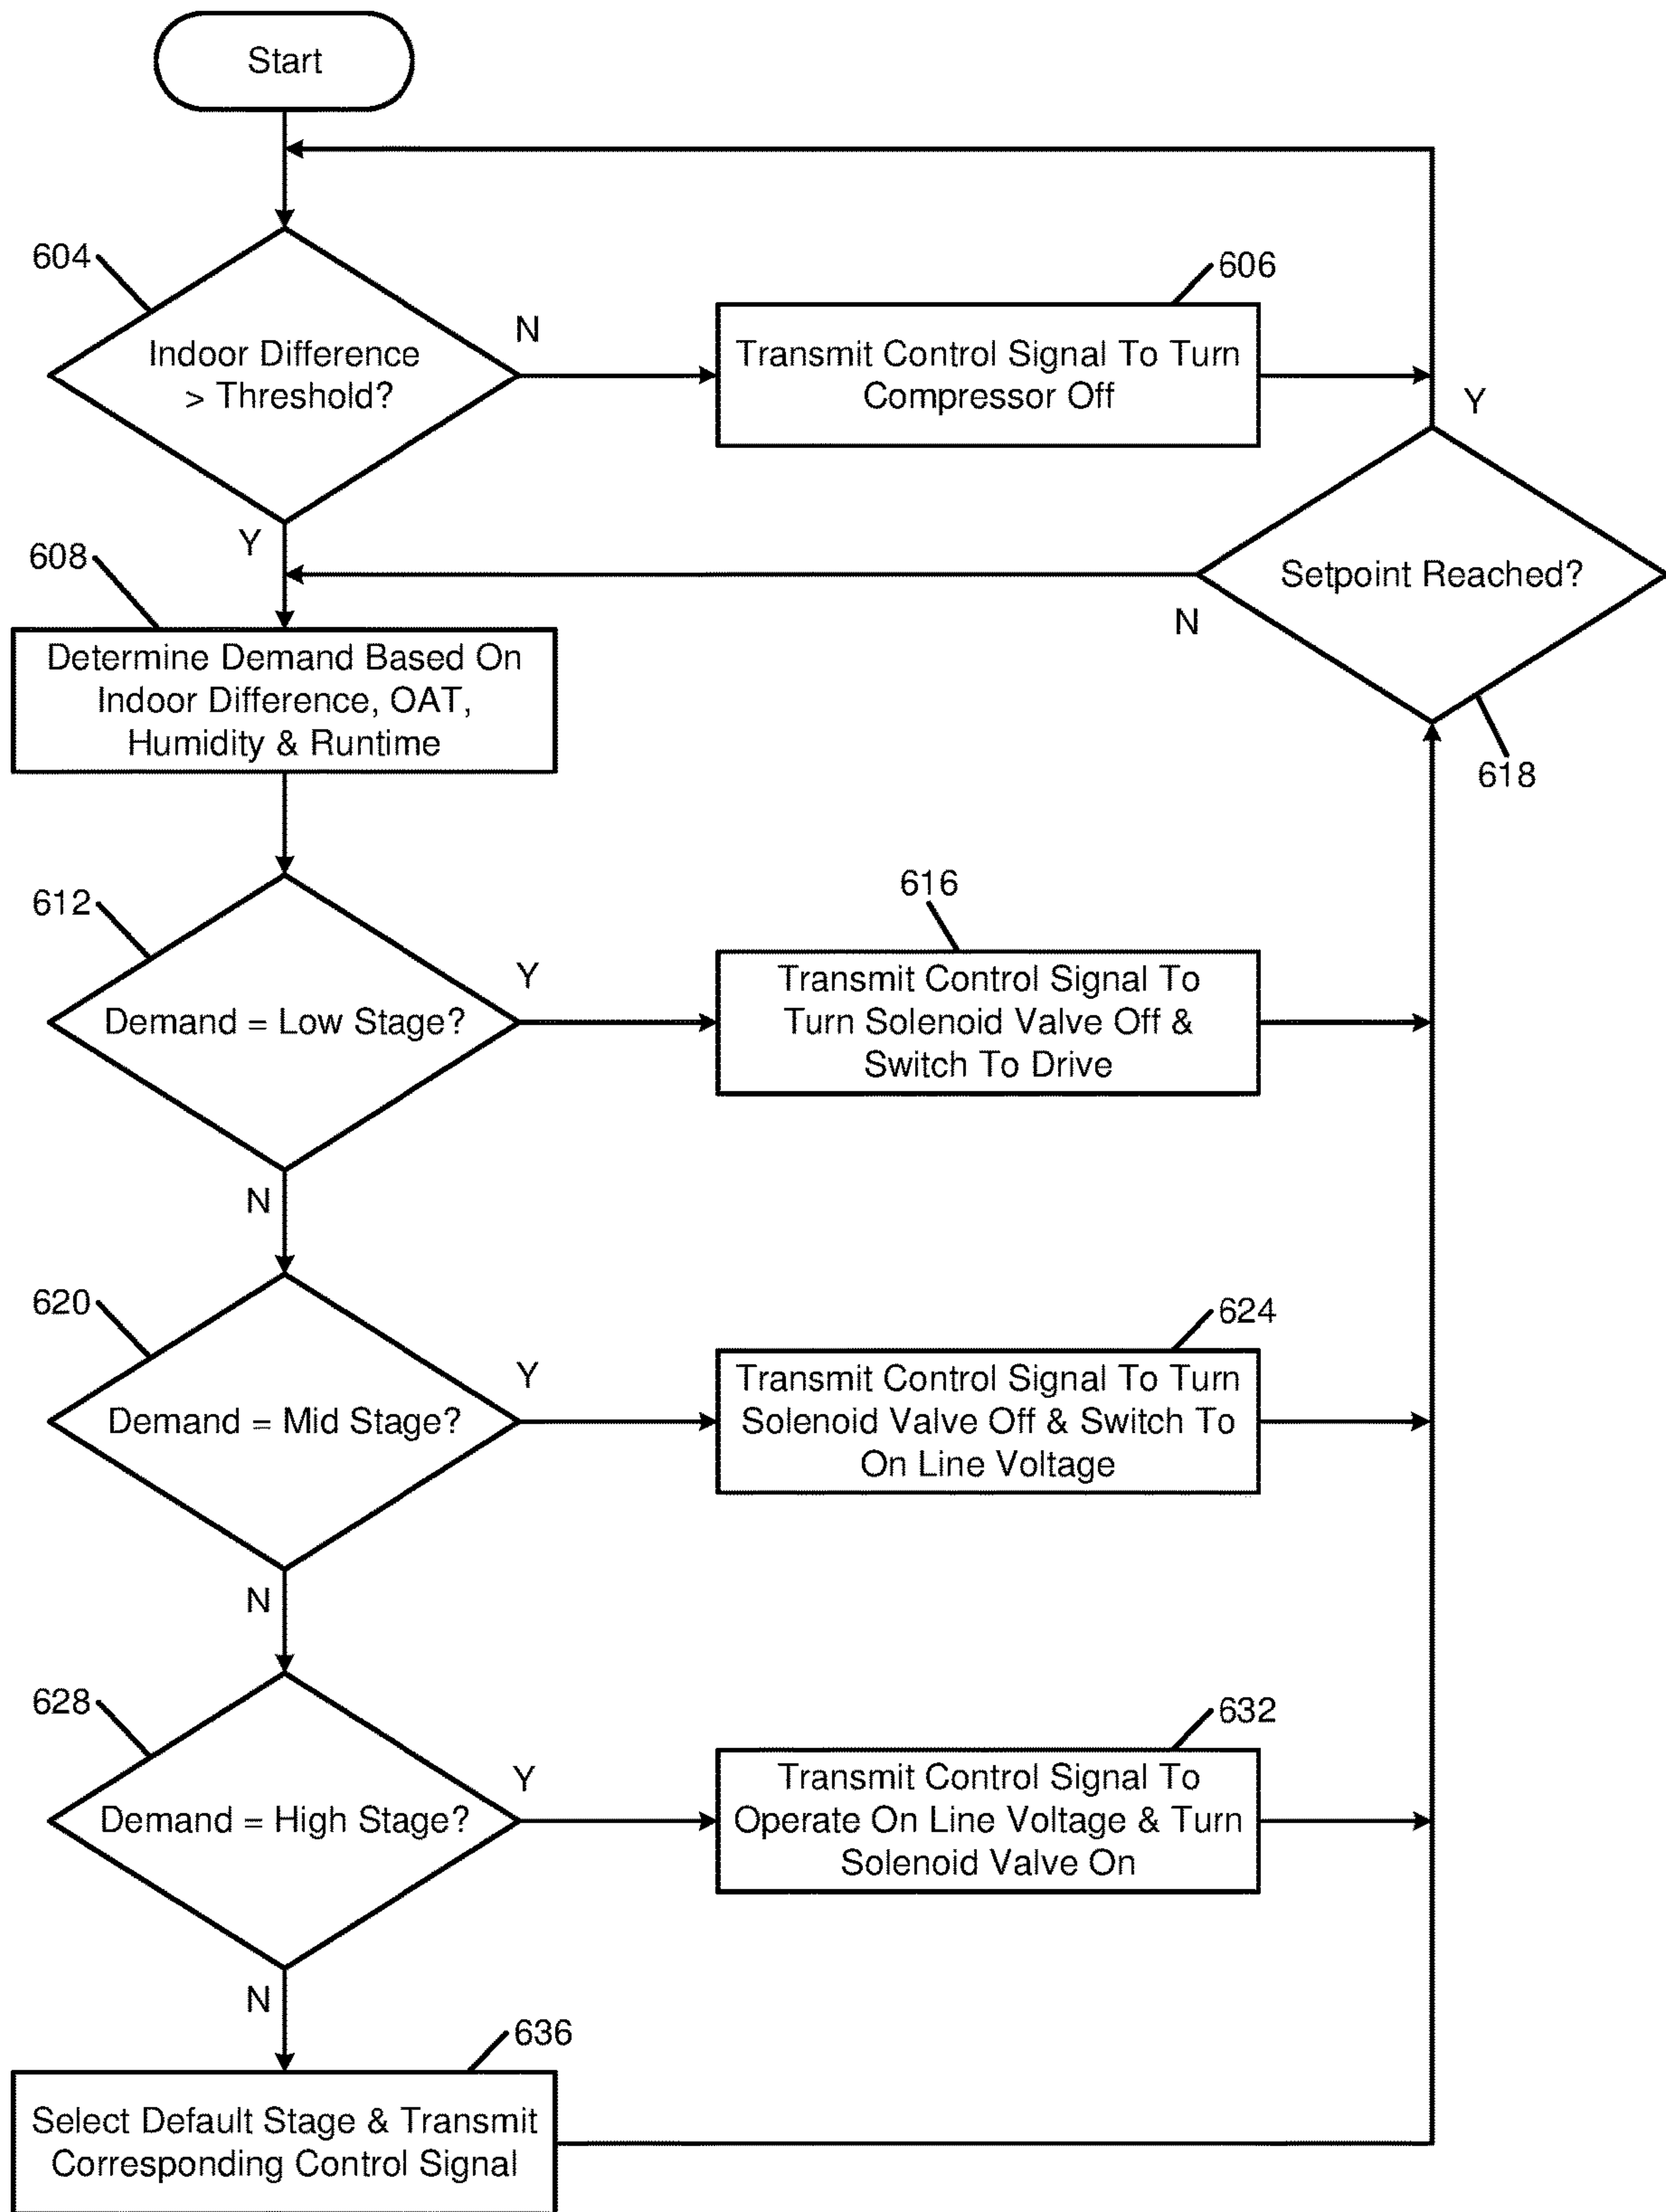 Start
604
Indoor Difference
> Threshold?
N
Y
606
Transmit Control Signal To Turn
Compressor Off
Y
Setpoint Reached?
N
618
608
Determine Demand Based On
Indoor Difference, OAT,
Humidity & Runtime
612
Demand = Low Stage?
Y
N
616
Transmit Control Signal To
Turn Solenoid Valve Off &
Switch To Drive
620
Demand = Mid Stage?
Y
N
624
Transmit Control Signal To Turn
Solenoid Valve Off & Switch To
On Line Voltage
628
Demand = High Stage?
Y
N
632
Transmit Control Signal To
Operate On Line Voltage & Turn
Solenoid Valve On
636
Select Default Stage & Transmit
Corresponding Control Signal